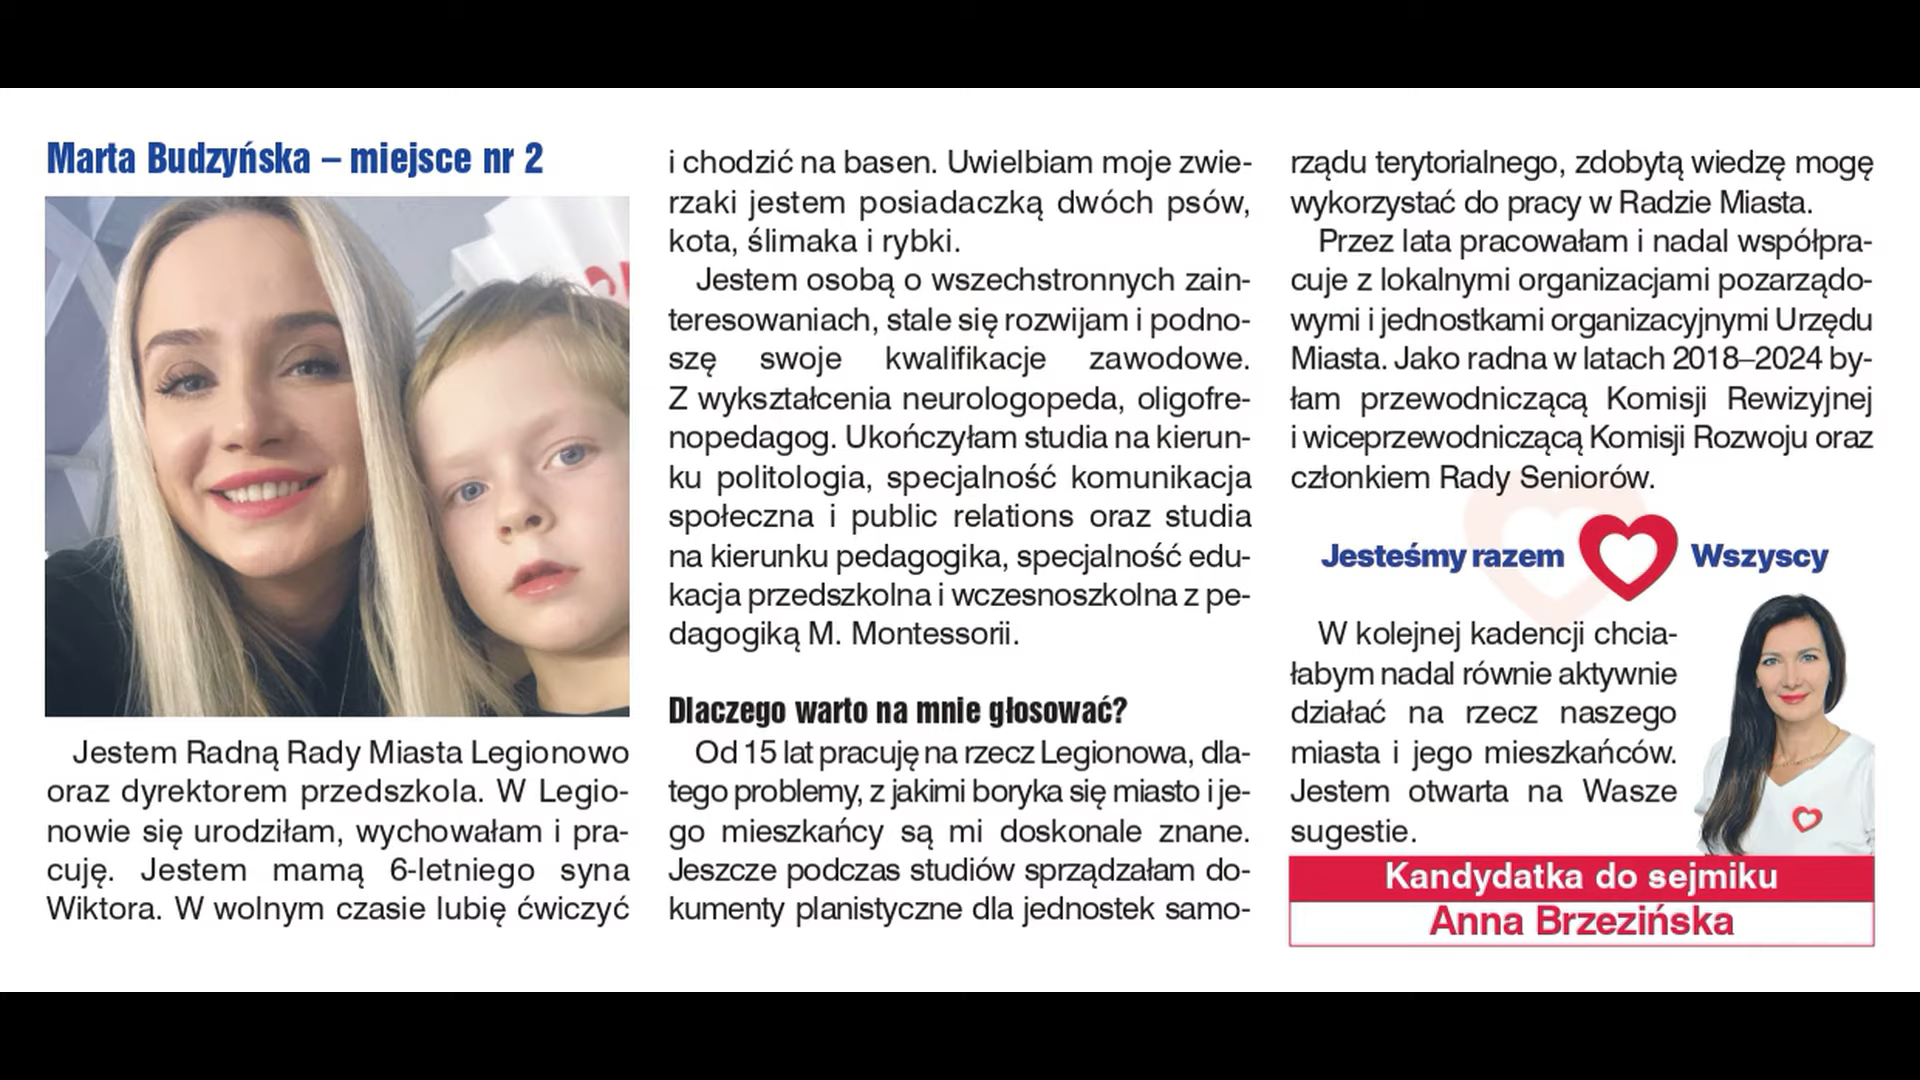 Marta Budzyńska – miejsce nr 2
Jestem Radną Rady Miasta Legionowo
oraz dyrektorem przedszkola. W Legio-
nowie się urodziłam, wychowałam i pra-
cuję. Jestem mamą 6-letniego syna
Wiktora. W wolnym czasie lubię ćwiczyć
i chodzić na basen. Uwielbiam moje zwie-
rzaki jestem posiadaczką dwóch psów,
kota, ślimaka i rybki.
Jestem osobą o wszechstronnych zain-
teresowaniach, stale się rozwijam i podno-
szę swoje kwalifikacje zawodowe.
Z wykształcenia neurologopeda, oligofre-
nopedagog. Ukończyłam studia na kierun-
ku politologia, specjalność komunikacja
społeczna i public relations oraz studia
na kierunku pedagogika, specjalność edu-
kacja przedszkolna i wczesnoszkolna z pe-
dagogiką M. Montessorii.
Dlaczego warto na mnie głosować?
Od 15 lat pracuję na rzecz Legionowa, dla-
tego problemy, z jakimi boryka się miasto i je-
go mieszkańcy są mi doskonale znane.
Jeszcze podczas studiów sprządzałam do-
kumenty planistyczne dla jednostek samo-
rządu terytorialnego, zdobytą wiedzę mogę
wykorzystać do pracy w Radzie Miasta.
Przez lata pracowałam i nadal współpra-
cuje z lokalnymi organizacjami pozarządo-
wymi i jednostkami organizacyjnymi Urzędu
Miasta. Jako radna w latach 2018–2024 by-
łam przewodniczącą Komisji Rewizyjnej
i wiceprzewodniczącą Komisji Rozwoju oraz
członkiem Rady Seniorów.
Jesteśmy razem Wszyscy
W kolejnej kadencji chcia-
łabym nadal równie aktywnie
działać na rzecz naszego
miasta i jego mieszkańców.
Jestem otwarta na Wasze
sugestie.
Kandydatka do sejmiku
Anna Brzezińska